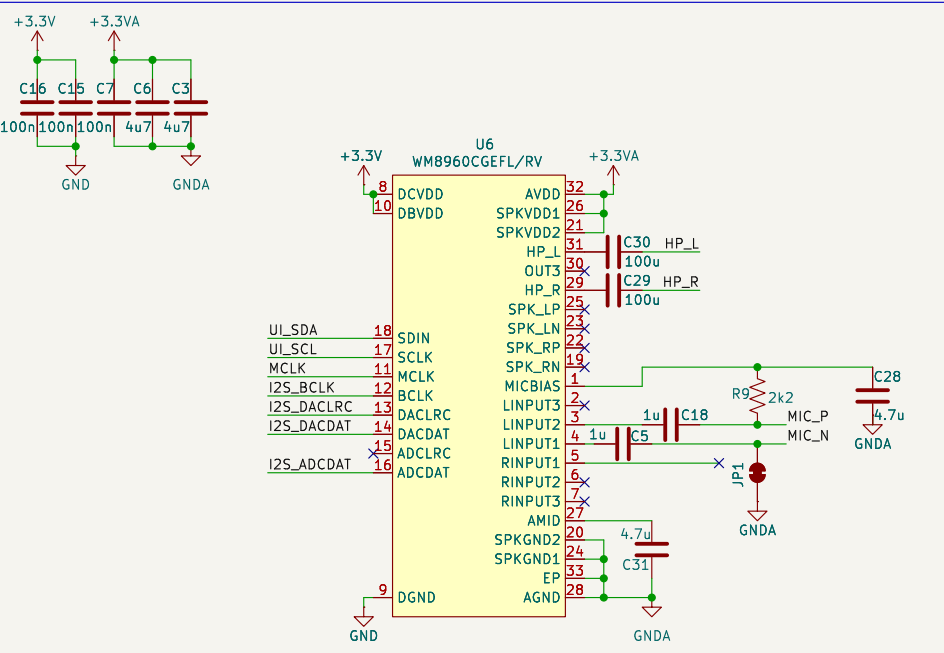 +3.3V +3.3VA
C16 C15 C7 C6 C3
100n 100n 100n 4u7 4u7
GND GNDA
U6
WM8960CGEFL/RV
+3.3V +3.3VA
8 DCVDD AVDD 32
10 DBVDD SPKVDD1 26
SPKVDD2 21
HP_L 31 C30 100u HP_L
OUT3 30
HP_R 29 C29 100u HP_R
SPK_LP 25
SPK_LN 23
UI_SDA 18 SDIN SPK_RP 22
UI_SCL 17 SCLK SPK_RN 19
MCLK 11 MCLK MICBIAS 1
I2S_BCLK 12 BCLK LINPUT3 2
I2S_DACLRC 13 DACLRC LINPUT2 3 1u C18 MIC_P
I2S_DACDAT 14 DACDAT LINPUT1 4 1u C5 MIC_N
R9 2k2
C28 4.7u
GNDA
15 ADCLRC RINPUT1 5
I2S_ADCDAT 16 ADCDAT RINPUT2 6
JP1
RINPUT3 7
GNDA
AMID 27
SPKGND2 20 4.7u
SPKGND1 24 C31
EP 33
9 DGND AGND 28
GND GNDA